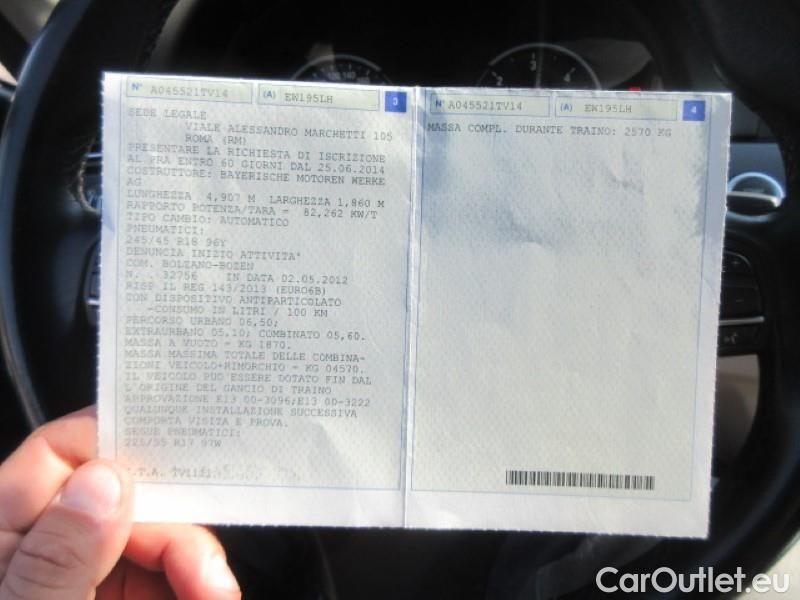 N° A045521TV14 (A) EW195LH 3
SEDE LEGALE
VIALE ALESSANDRO MARCHETTI 105
ROMA (RM)
PRESENTARE LA RICHIESTA DI ISCRIZIONE
AL PRA ENTRO 60 GIORNI DAL 25.06.2014
COSTRUTTORE: BAYERISCHE MOTOREN WERKE
AG
LUNGHEZZA 4,907 M LARGHEZZA 1,860 M
RAPPORTO POTENZA/TARA = 82,262 KW/T
TIPO CAMBIO: AUTOMATICO
PNEUMATICI:
245/45 R18 96Y
DENUNCIA INIZIO ATTIVITA'
COM. BOLZANO-BOZEN
N. 32756 IN DATA 02.05.2012
RISP IL REG 143/2013 (EURO6B)
CON DISPOSITIVO ANTIPARTICOLATO
-CONSUMO IN LITRI / 100 KM
PERCORSO URBANO 06,50;
EXTRAURBANO 05,10; COMBINATO 05,60.
MASSA A VUOTO = KG 1870.
MASSA MASSIMA TOTALE DELLE COMBINA-
ZIONI VEICOLO+RIMORCHIO = KG 04570.
IL VEICOLO PUO'ESSERE DOTATO FIN DAL
L'ORIGINE DEL GANCIO DI TRAINO
APPROVAZIONE E13 00-3096;E13 00-3222
QUALUNQUE INSTALLAZIONE SUCCESSIVA
COMPORTA VISITA E PROVA.
SEGUE PNEUMATICI:
225/55 R17 97W
N° A045521TV14 (A) EW195LH 4
MASSA COMPL. DURANTE TRAINO: 2570 KG
CarOutlet.eu